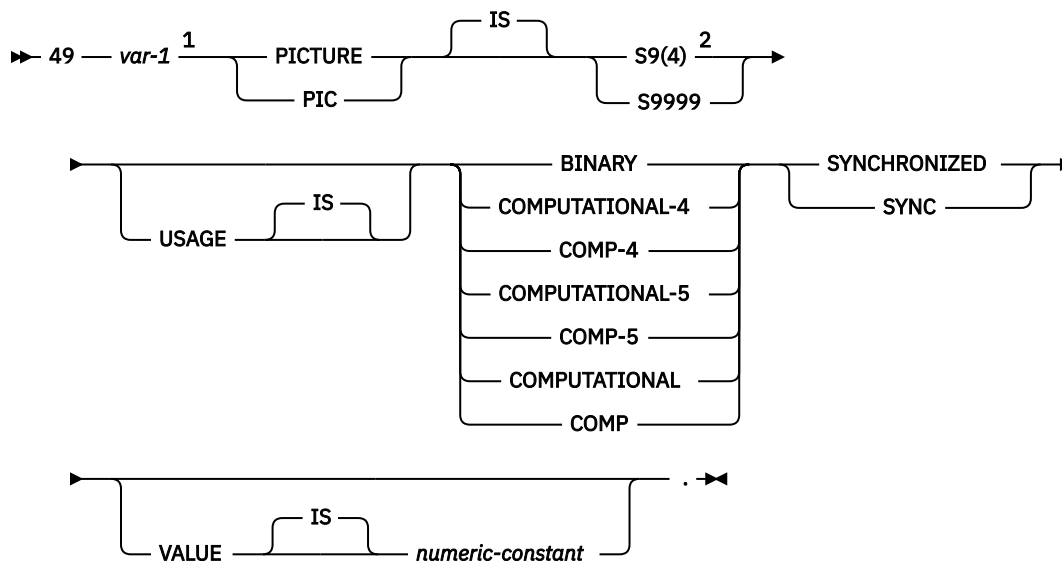 IS
49 var-1 1 PICTURE S9(4) 2
PIC S9999
BINARY SYNCHRONIZED
IS COMPUTATIONAL-4 SYNC
USAGE COMP-4
COMPUTATIONAL-5
COMP-5
COMPUTATIONAL
COMP
.
IS
VALUE numeric-constant